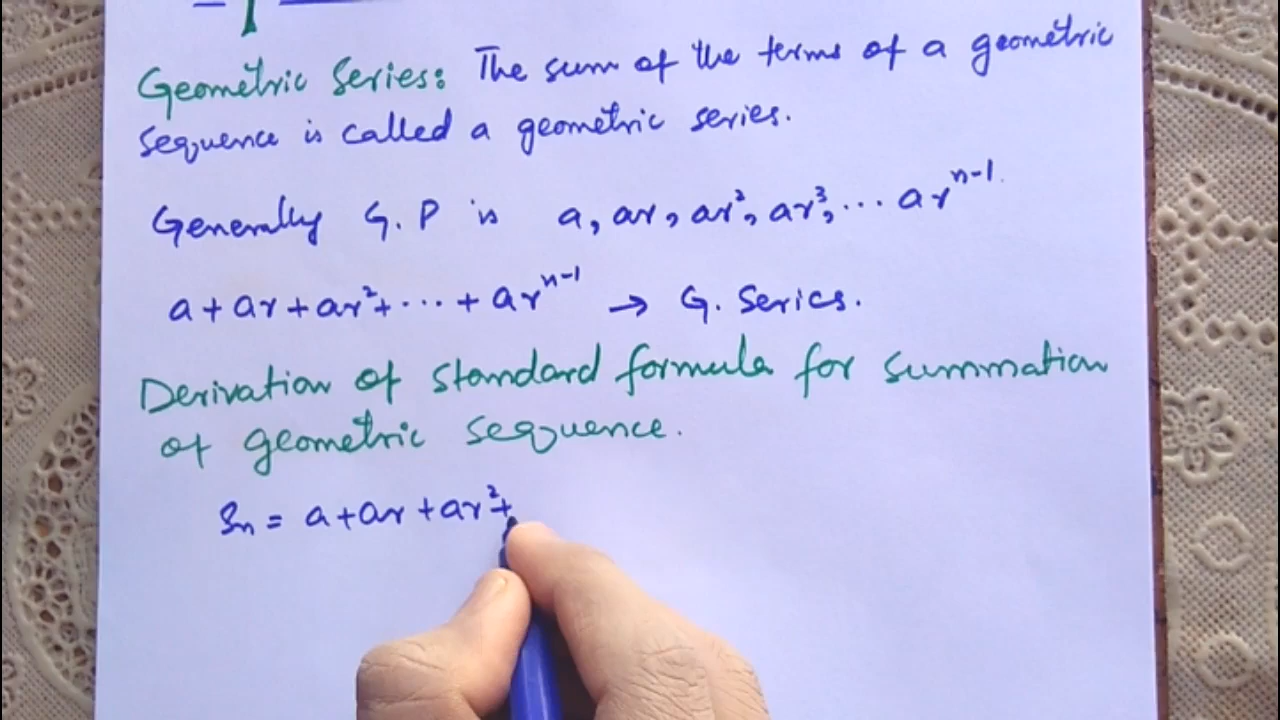 Geometric Series: The sum of the terms of a geometric
sequence is called a geometric series.
Generally G.P is a, ar, ar², ar³, ... ar^{n-1}.
a + ar + ar² + ... + ar^{n-1} → G. Series.
Derivation of standard formula for summation
of geometric sequence.
Sn = a + ar + ar² +